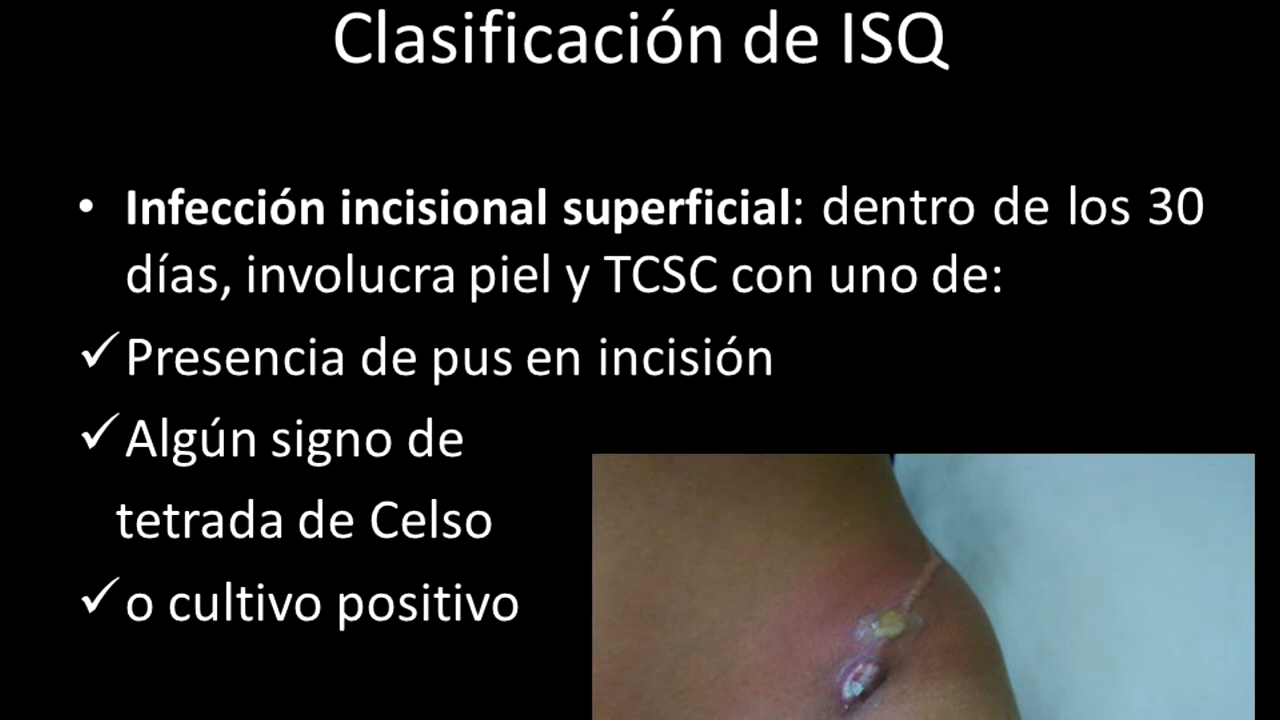 Clasificación de ISQ
• Infección incisional superficial: dentro de los 30
días, involucra piel y TCSC con uno de:
✓ Presencia de pus en incisión
✓ Algún signo de
tetrada de Celso
✓ o cultivo positivo